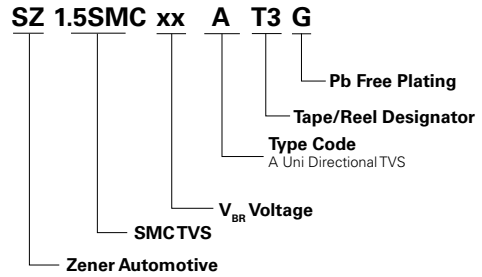 SZ 1.5SMC xx A T3 G
Pb Free Plating
Tape/Reel Designator
Type Code
A Uni Directional TVS
VBR Voltage
SMC TVS
Zener Automotive